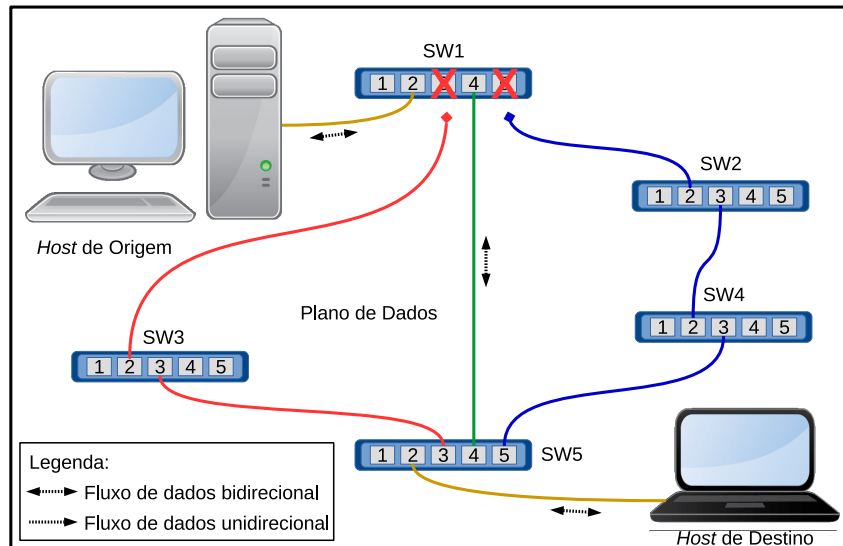 SW1
1 2 4
SW2
1 2 3 4 5
Host de Origem
Plano de Dados
SW4
1 2 3 4 5
SW3
1 2 3 4 5
1 2 3 4 5
SW5
Legenda:
Fluxo de dados bidirecional
Fluxo de dados unidirecional
Host de Destino